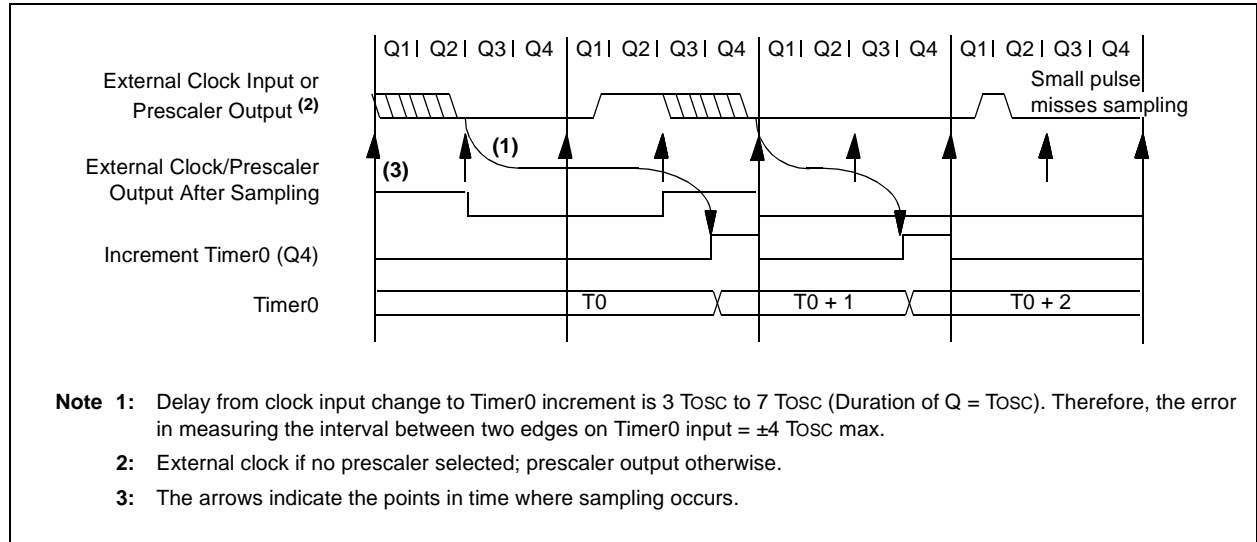 Q1 | Q2 | Q3 | Q4 Q1 | Q2 | Q3 | Q4 Q1 | Q2 | Q3 | Q4 Q1 | Q2 | Q3 | Q4
External Clock Input or
Prescaler Output (2)
Small pulse
misses sampling
(1)
External Clock/Prescaler
Output After Sampling
(3)
Increment Timer0 (Q4)
Timer0
T0
T0 + 1
T0 + 2
Note 1: Delay from clock input change to Timer0 increment is 3 TOSC to 7 TOSC (Duration of Q = TOSC). Therefore, the error
in measuring the interval between two edges on Timer0 input = ±4 TOSC max.
2: External clock if no prescaler selected; prescaler output otherwise.
3: The arrows indicate the points in time where sampling occurs.